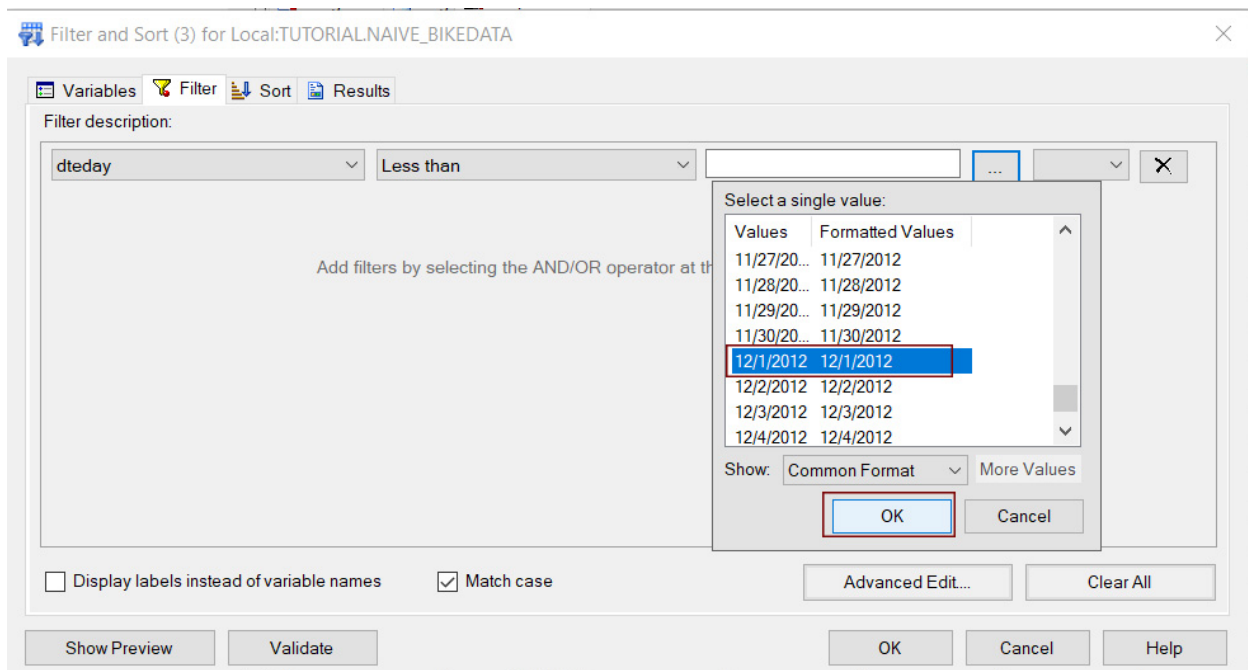 Filter and Sort (3) for Local:TUTORIAL.NAIVE_BIKEDATA
Variables Filter Sort Results
Filter description:
dteday Less than ...
Select a single value:
Values Formatted Values
Add filters by selecting the AND/OR operator at th
11/27/20... 11/27/2012
11/28/20... 11/28/2012
11/29/20... 11/29/2012
11/30/20... 11/30/2012
12/1/2012 12/1/2012
12/2/2012 12/2/2012
12/3/2012 12/3/2012
12/4/2012 12/4/2012
Show: Common Format More Values
OK Cancel
Display labels instead of variable names Match case Advanced Edit.... Clear All
Show Preview Validate OK Cancel Help